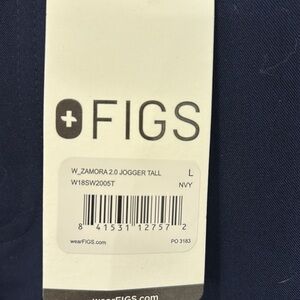 FIGS
W_ZAMORA 2.0 JOGGER TALL L
W18SW2005T NVY
8 41531 12757 2
wearFIGS.com PO 3183
wearFIGS.com